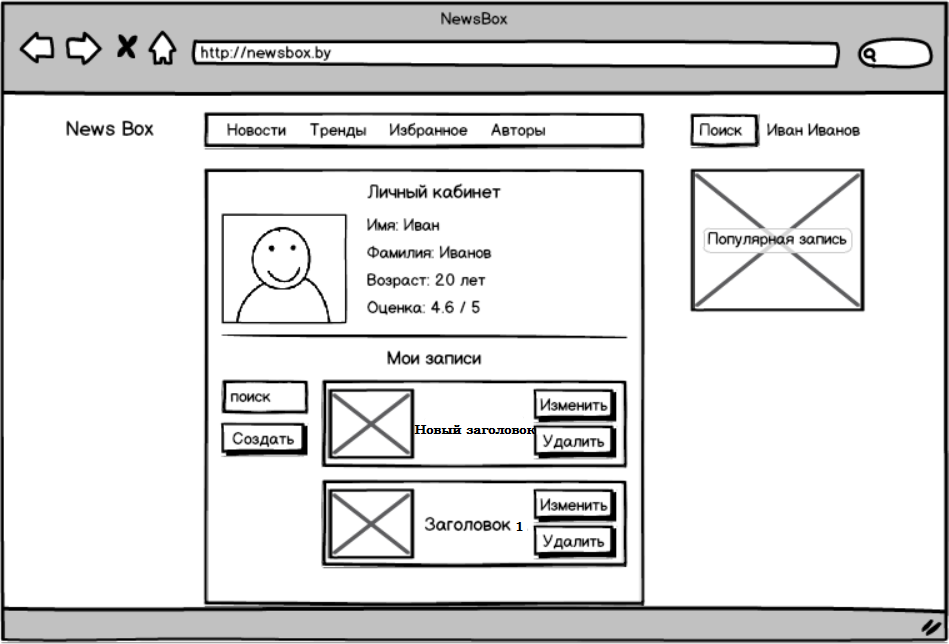 NewsBox
http://newsbox.by
News Box
Новости Тренды Избранное Авторы
Поиск Иван Иванов
Личный кабинет
Имя: Иван
Фамилия: Иванов
Возраст: 20 лет
Оценка: 4.6 / 5
Популярная запись
Мои записи
поиск
Создать
Новый заголовок
Изменить
Удалить
Заголовок 1
Изменить
Удалить